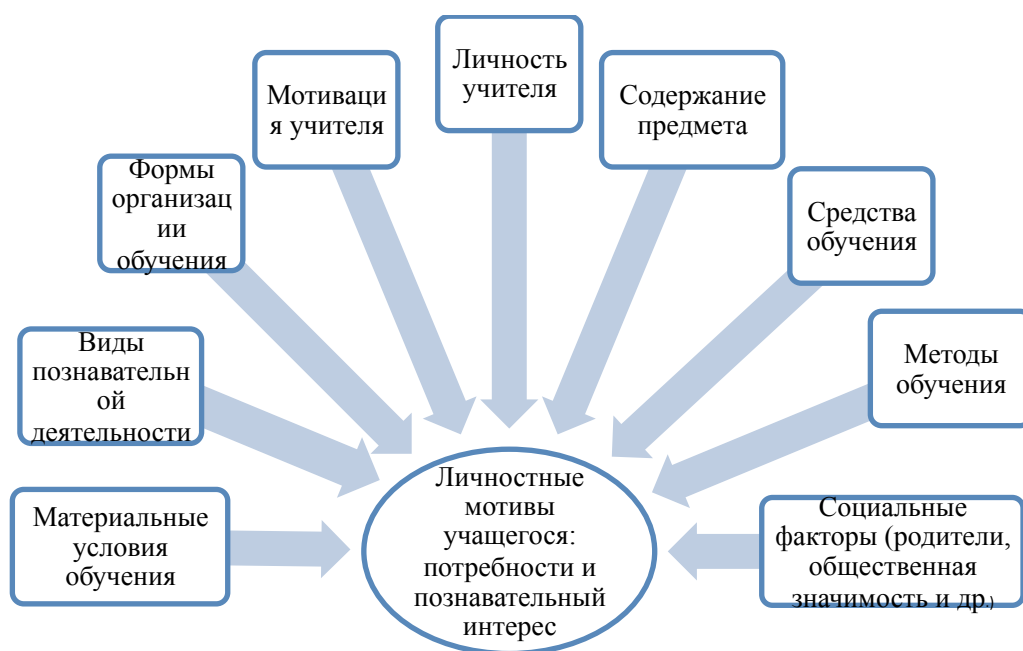 Материальные
условия
обучения
Виды
познавательн
ой
деятельности
Формы
организац
ии
обучения
Мотиваци
я учителя
Личность
учителя
Содержание
предмета
Средства
обучения
Методы
обучения
Социальные
факторы (родители,
общественная
значимость и др.)
Личностные
мотивы
учащегося:
потребности и
познавательный
интерес